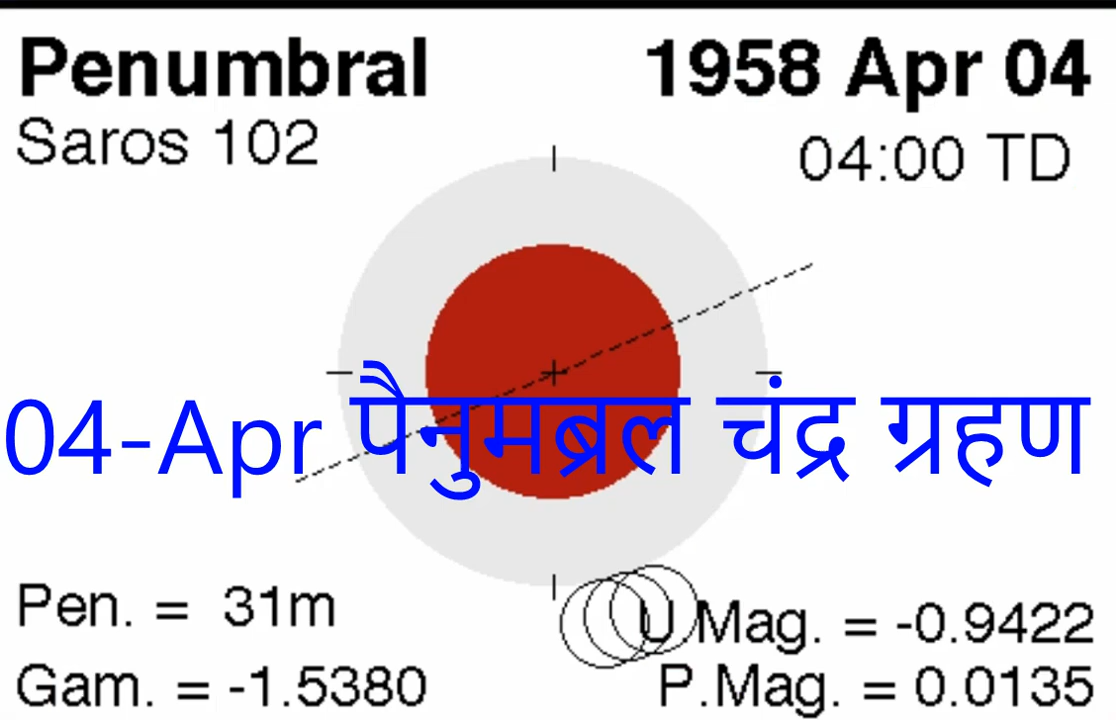 Penumbral 1958 Apr 04
Saros 102 04:00 TD
04-Apr पैनुमब्रल चंद्र ग्रहण
Pen. = 31m U.Mag. = -0.9422
Gam. = -1.5380 P.Mag. = 0.0135